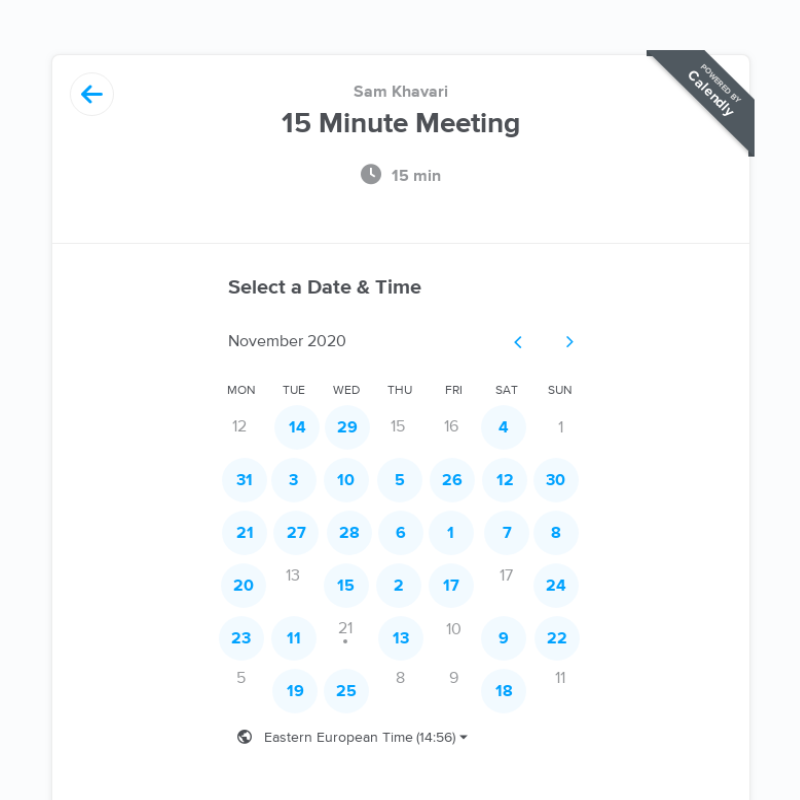 POWERED BY
Calendly
Sam Khavari
15 Minute Meeting
15 min
Select a Date & Time
November 2020
MON TUE WED THU FRI SAT SUN
12 14 29 15 16 4 1
31 3 10 5 26 12 30
21 27 28 6 1 7 8
20 13 15 2 17 17 24
23 11 21 13 10 9 22
5 19 25 8 9 18 11
Eastern European Time (14:56)